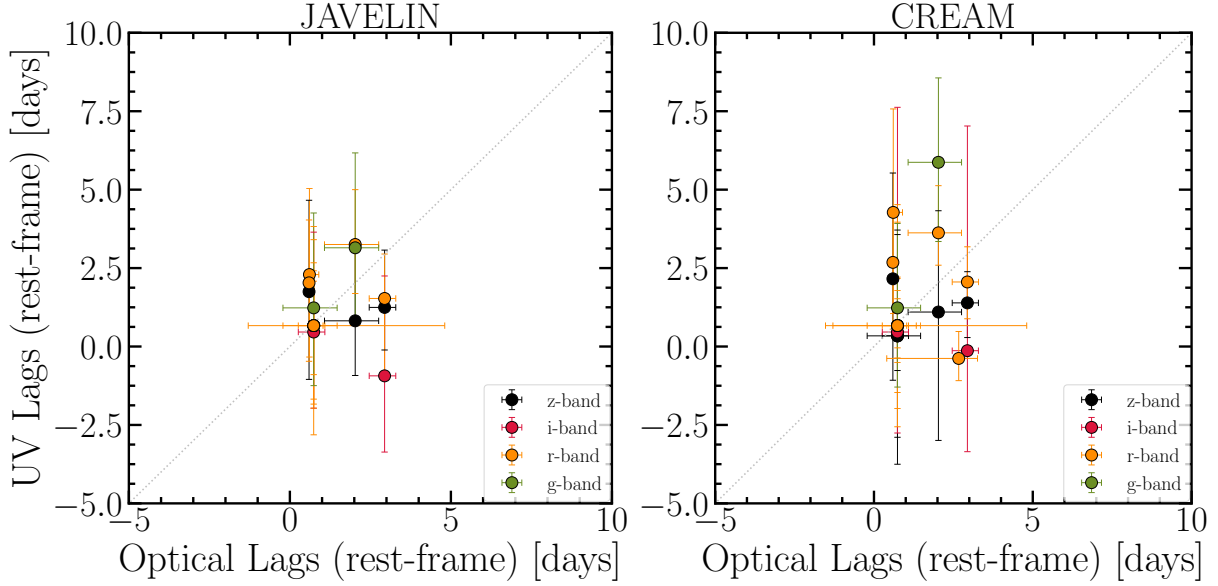 JAVELIN
CREAM
UV Lags (rest-frame) [days]
10.0
7.5
5.0
2.5
0.0
−2.5
−5.0
−5
0
5
10
Optical Lags (rest-frame) [days]
z-band
i-band
r-band
g-band
10.0
7.5
5.0
2.5
0.0
−2.5
−5.0
−5
0
5
10
Optical Lags (rest-frame) [days]
z-band
i-band
r-band
g-band